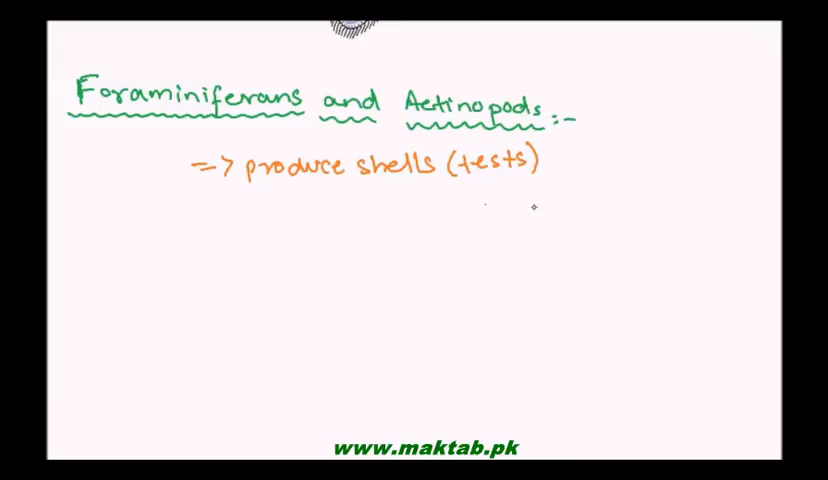 Foraminiferans and Actinopods :-
=> produce shells (tests)
www.maktab.pk